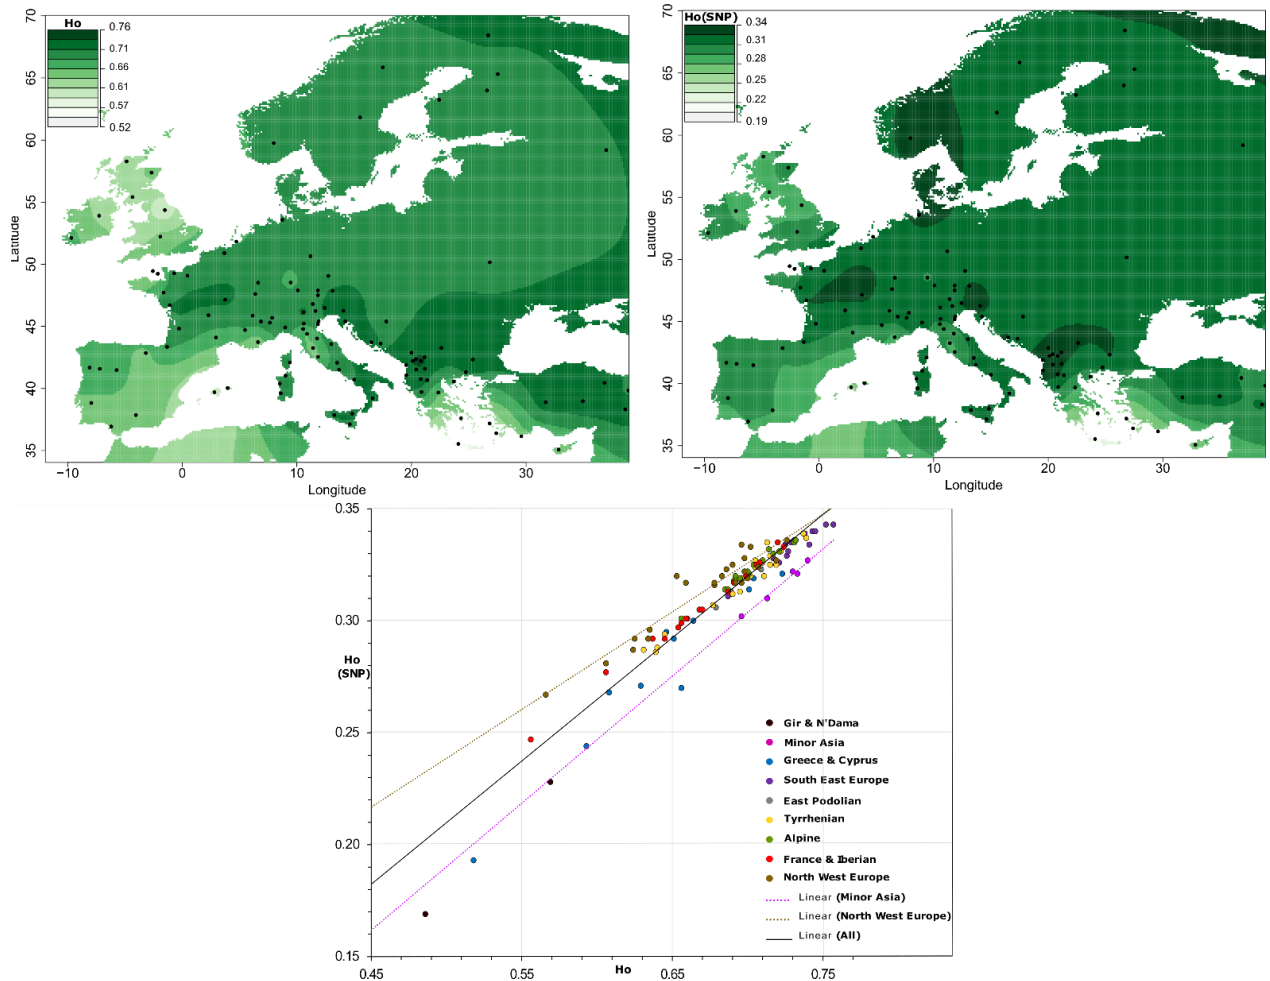 Ho
0.76
0.71
0.66
0.61
0.57
0.52
70
65
60
55
50
45
40
35
Latitude
−10
0
10
20
30
Longitude
Ho(SNP)
0.34
0.31
0.28
0.25
0.22
0.19
70
65
60
55
50
45
40
35
Latitude
−10
0
10
20
30
Longitude
0.35
0.30
0.25
0.20
0.15
Ho
(SNP)
0.45
0.55
0.65
0.75
Ho
Gir & N'Dama
Minor Asia
Greece & Cyprus
South East Europe
East Podolian
Tyrrhenian
Alpine
France & Iberian
North West Europe
Linear (Minor Asia)
Linear (North West Europe)
Linear (All)